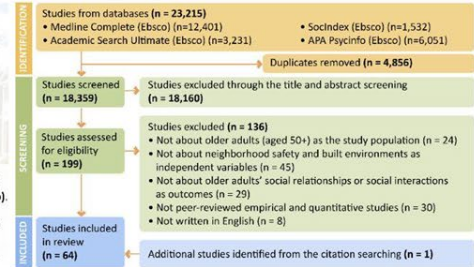 IDENTIFICATION
Studies from databases (n = 23,215)
• Medline Complete (Ebsco) (n=12,401)
• SocIndex (Ebsco) (n=1,532)
• Academic Search Ultimate (Ebsco) (n=3,231)
• APA Psycinfo (Ebsco) (n=6,051)
Duplicates removed (n = 4,856)
SCREENING
Studies screened
(n = 18,359)
Studies excluded through the title and abstract screening
(n = 18,160)
Studies assessed
for eligibility
(n = 199)
Studies excluded (n = 136)
• Not about older adults (aged 50+) as the study population (n = 24)
• Not about neighborhood safety and built environments as
independent variables (n = 45)
• Not about older adults' social relationships or social interactions
as outcomes (n = 29)
• Not peer-reviewed empirical and quantitative studies (n = 30)
• Not written in English (n = 8)
INCLUDED
Studies included
in review
(n = 64)
Additional studies identified from the citation searching (n = 1)
).